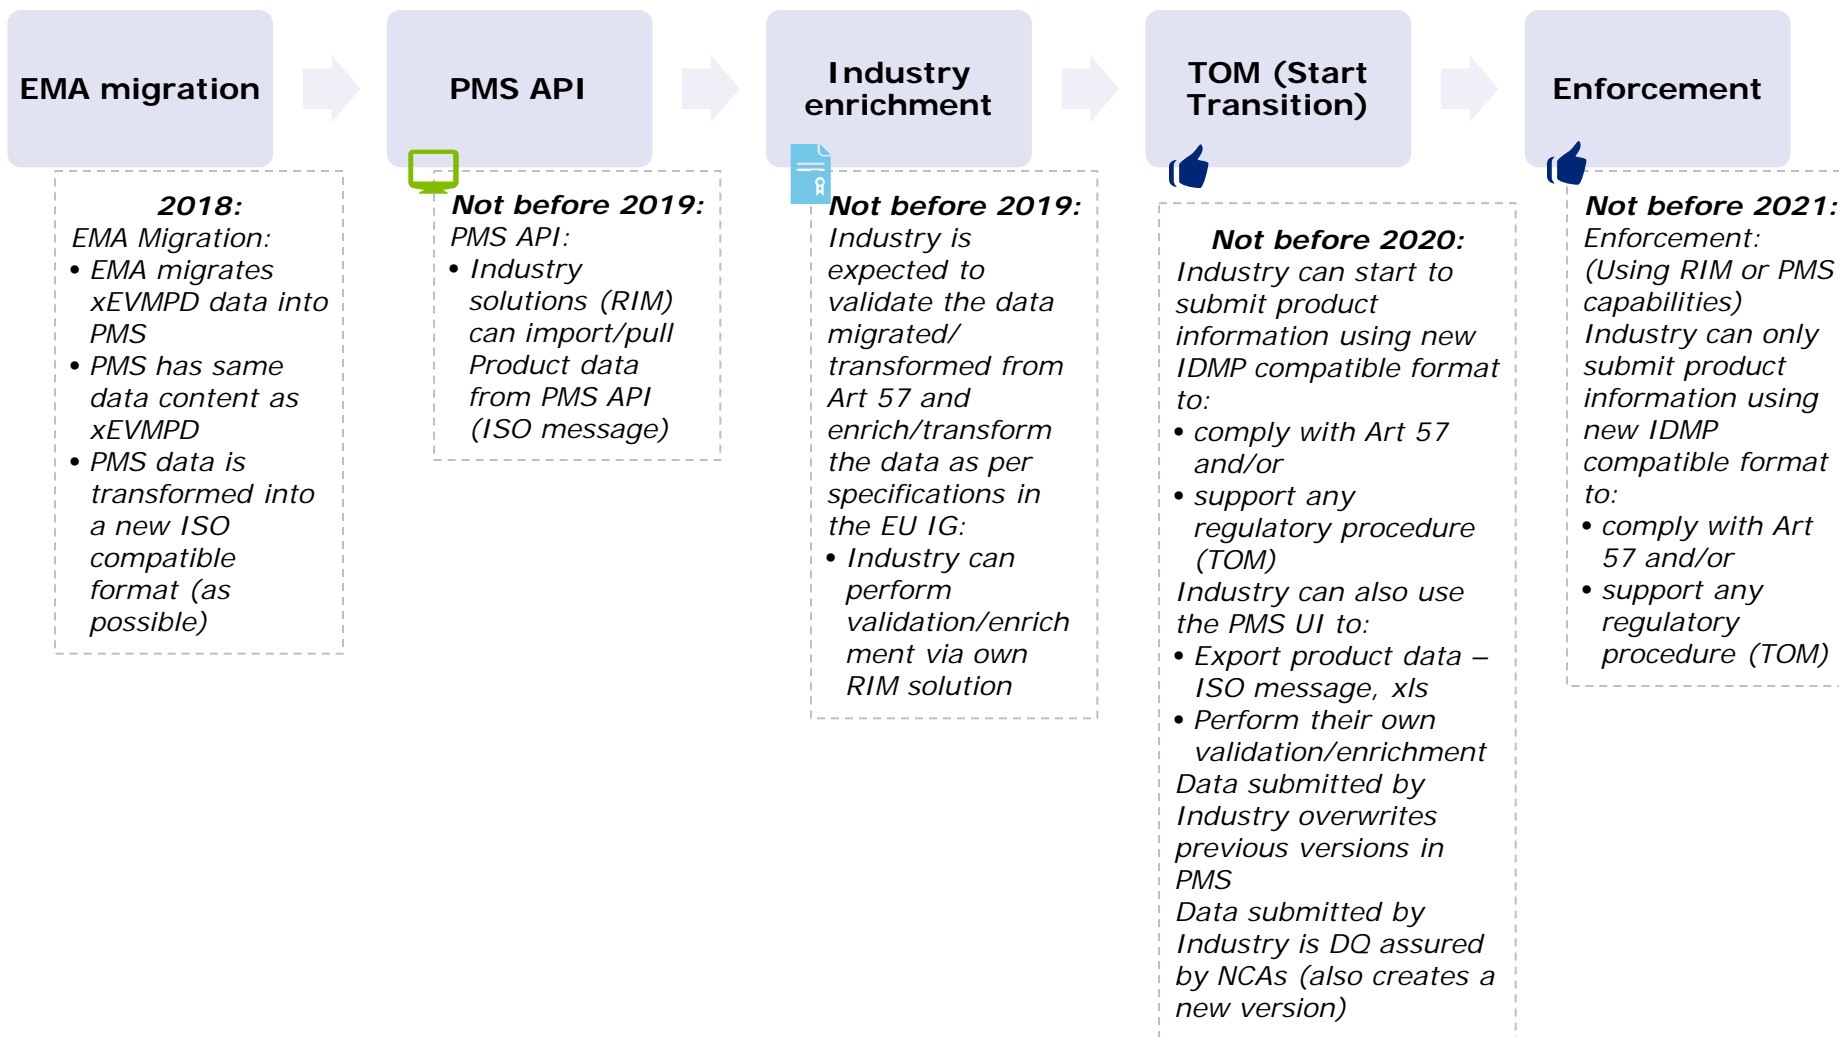 EMA migration
PMS API
Industry
enrichment
TOM (Start
Transition)
Enforcement
2018:
EMA Migration:
• EMA migrates
xEVMPD data into
PMS
• PMS has same
data content as
xEVMPD
• PMS data is
transformed into
a new ISO
compatible
format (as
possible)
Not before 2019:
PMS API:
• Industry
solutions (RIM)
can import/pull
Product data
from PMS API
(ISO message)
Not before 2019:
Industry is
expected to
validate the data
migrated/
transformed from
Art 57 and
enrich/transform
the data as per
specifications in
the EU IG:
• Industry can
perform
validation/enrich
ment via own
RIM solution
Not before 2020:
Industry can start to
submit product
information using new
IDMP compatible format
to:
• comply with Art 57
and/or
• support any
regulatory procedure
(TOM)
Industry can also use
the PMS UI to:
• Export product data –
ISO message, xls
• Perform their own
validation/enrichment
Data submitted by
Industry overwrites
previous versions in
PMS
Data submitted by
Industry is DQ assured
by NCAs (also creates a
new version)
Not before 2021:
Enforcement:
(Using RIM or PMS
capabilities)
Industry can only
submit product
information using
new IDMP
compatible format
to:
• comply with Art
57 and/or
• support any
regulatory
procedure (TOM)